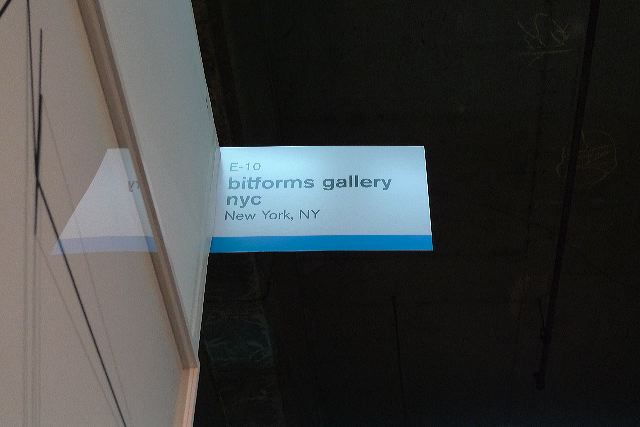 E-10
bitforms gallery
nyc
New York, NY